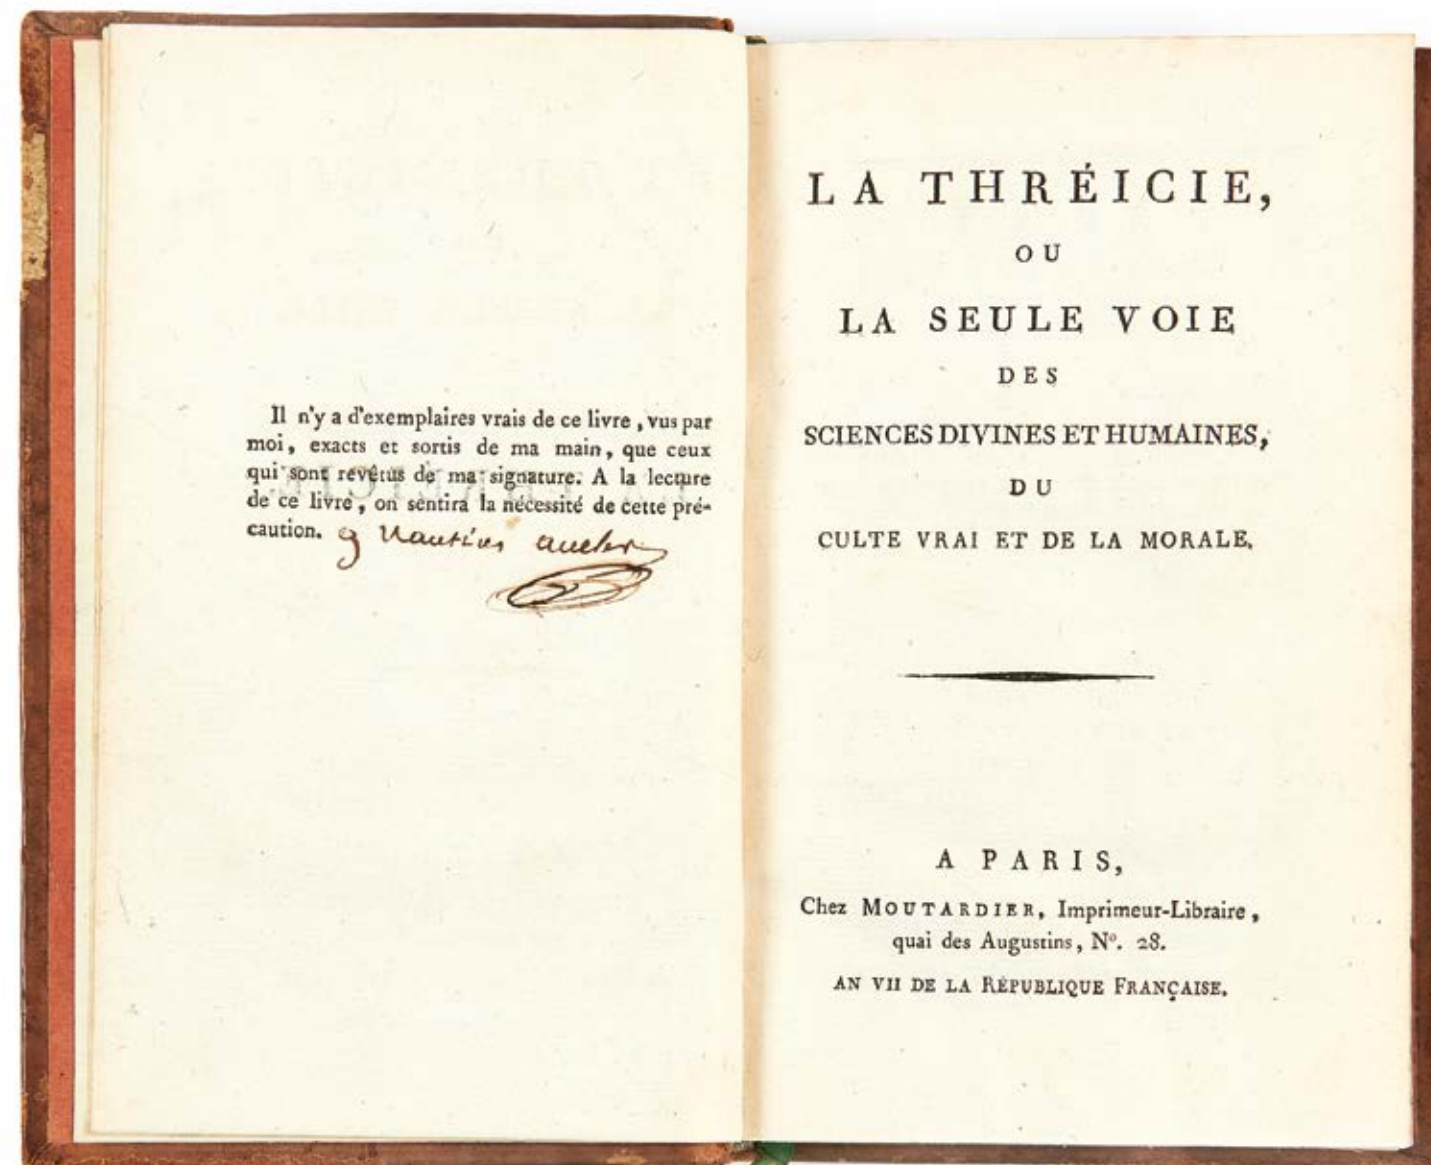 Il n'y a d'exemplaires vrais de ce livre, vus par
moi, exacts et sortis de ma main, que ceux
qui sont revêtus de ma signature. A la lecture
de ce livre, on sentira la nécessité de cette pré-
caution.
LA THRÉICIE,
OU
LA SEULE VOIE
DES
SCIENCES DIVINES ET HUMAINES,
DU
CULTE VRAI ET DE LA MORALE.
A PARIS,
Chez MOUTARDIER, Imprimeur-Libraire,
quai des Augustins, Nº. 28.
AN VII DE LA RÉPUBLIQUE FRANÇAISE.